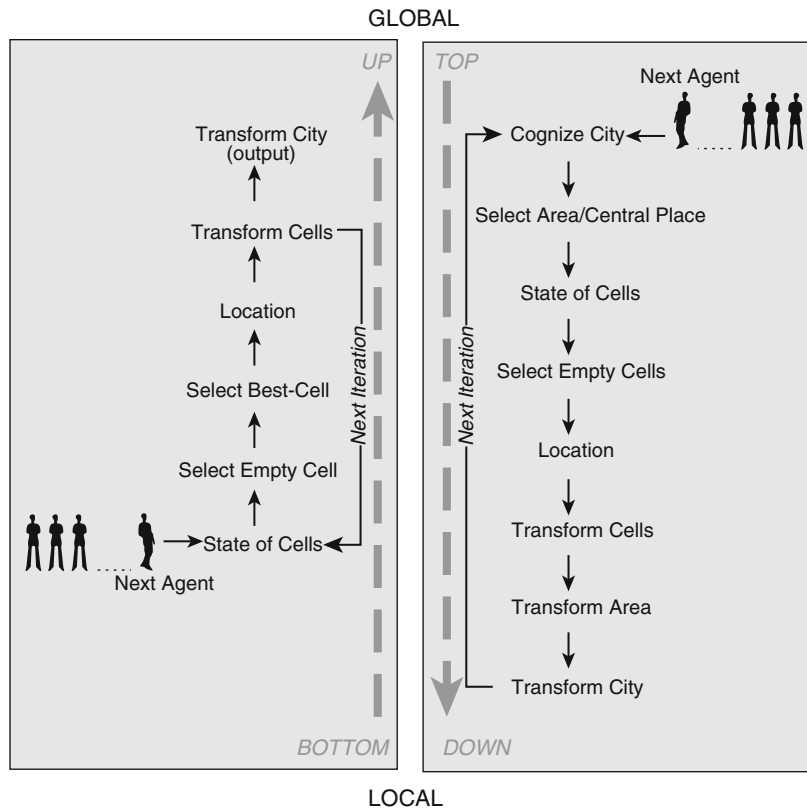 GLOBAL
UP
Transform City
(output)
Transform Cells
Location
Select Best-Cell
Select Empty Cell
State of Cells
Next Agent
Next Iteration
BOTTOM
TOP
Next Agent
Cognize City
Select Area/Central Place
State of Cells
Select Empty Cells
Location
Transform Cells
Transform Area
Transform City
Next Iteration
DOWN
LOCAL